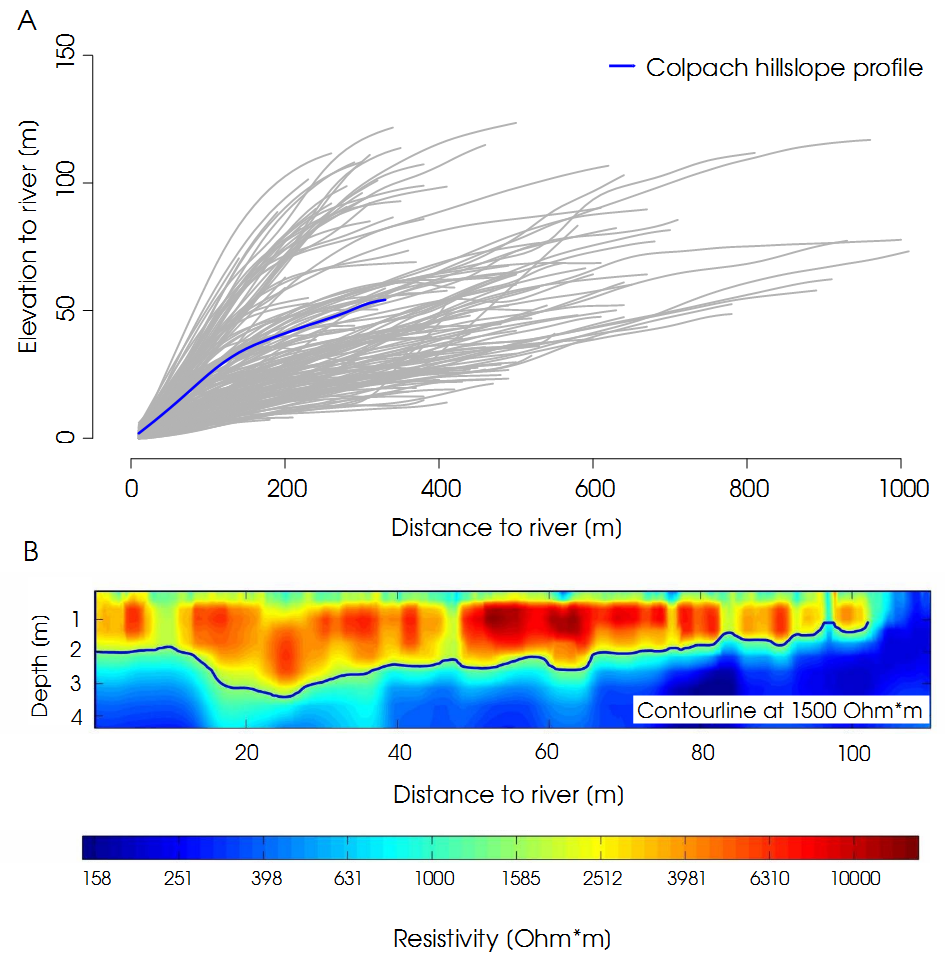 A
Colpach hillslope profile
Elevation to river (m)
150
100
50
0
0 200 400 600 800 1000
Distance to river (m)
B
Depth (m)
1
2
3
4
Contourline at 1500 Ohm*m
20 40 60 80 100
Distance to river (m)
158 251 398 631 1000 1585 2512 3981 6310 10000
Resistivity (Ohm*m)